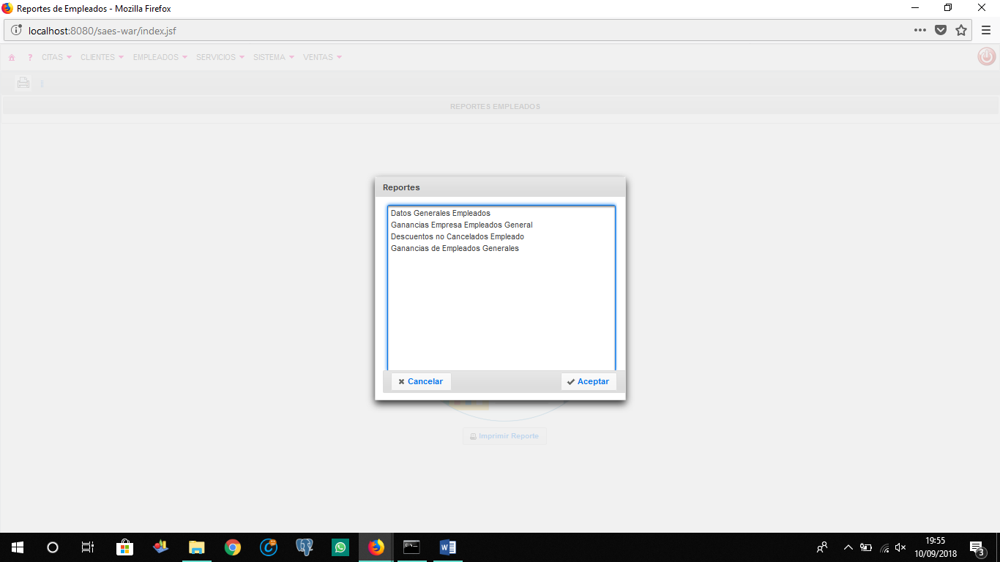 Reportes de Empleados - Mozilla Firefox
localhost:8080/saes-war/index.jsf
? CITAS CLIENTES EMPLEADOS SERVICIOS SISTEMA VENTAS
REPORTES EMPLEADOS
Reportes
Datos Generales Empleados
Ganancias Empresa Empleados General
Descuentos no Cancelados Empleado
Ganancias de Empleados Generales
Cancelar Aceptar
Imprimir Reporte
19:55
10/09/2018
3